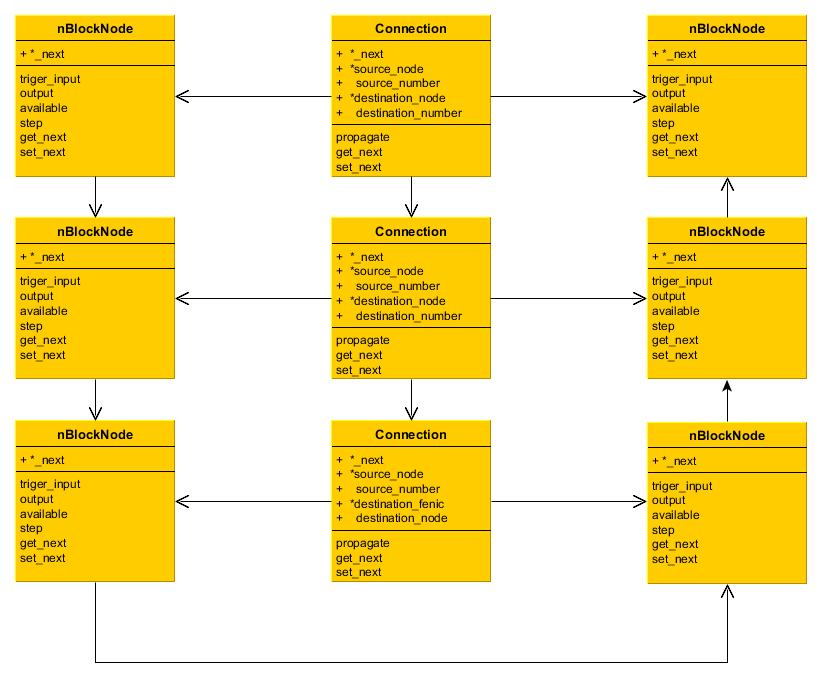 nBlockNode
+ *_next
triger_input
output
available
step
get_next
set_next
Connection
+ *_next
+ *source_node
+ source_number
+ *destination_node
+ destination_number
propagate
get_next
set_next
nBlockNode
+ *_next
triger_input
output
available
step
get_next
set_next
nBlockNode
+ *_next
triger_input
output
available
step
get_next
set_next
Connection
+ *_next
+ *source_node
+ source_number
+ *destination_node
+ destination_number
propagate
get_next
set_next
nBlockNode
+ *_next
triger_input
output
available
step
get_next
set_next
nBlockNode
+ *_next
triger_input
output
available
step
get_next
set_next
Connection
+ *_next
+ *source_node
+ source_number
+ *destination_fenic
+ destination_node
propagate
get_next
set_next
nBlockNode
+ *_next
triger_input
output
available
step
get_next
set_next